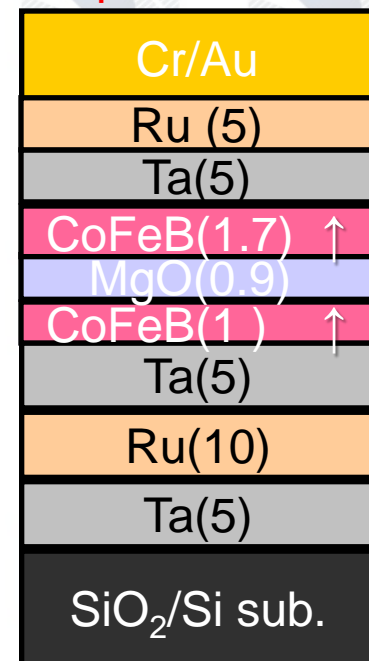 Cr/Au
Ru (5)
Ta(5)
CoFeB(1.7) ↑
MgO(0.9)
CoFeB(1 ) ↑
Ta(5)
Ru(10)
Ta(5)
SiO₂/Si sub.